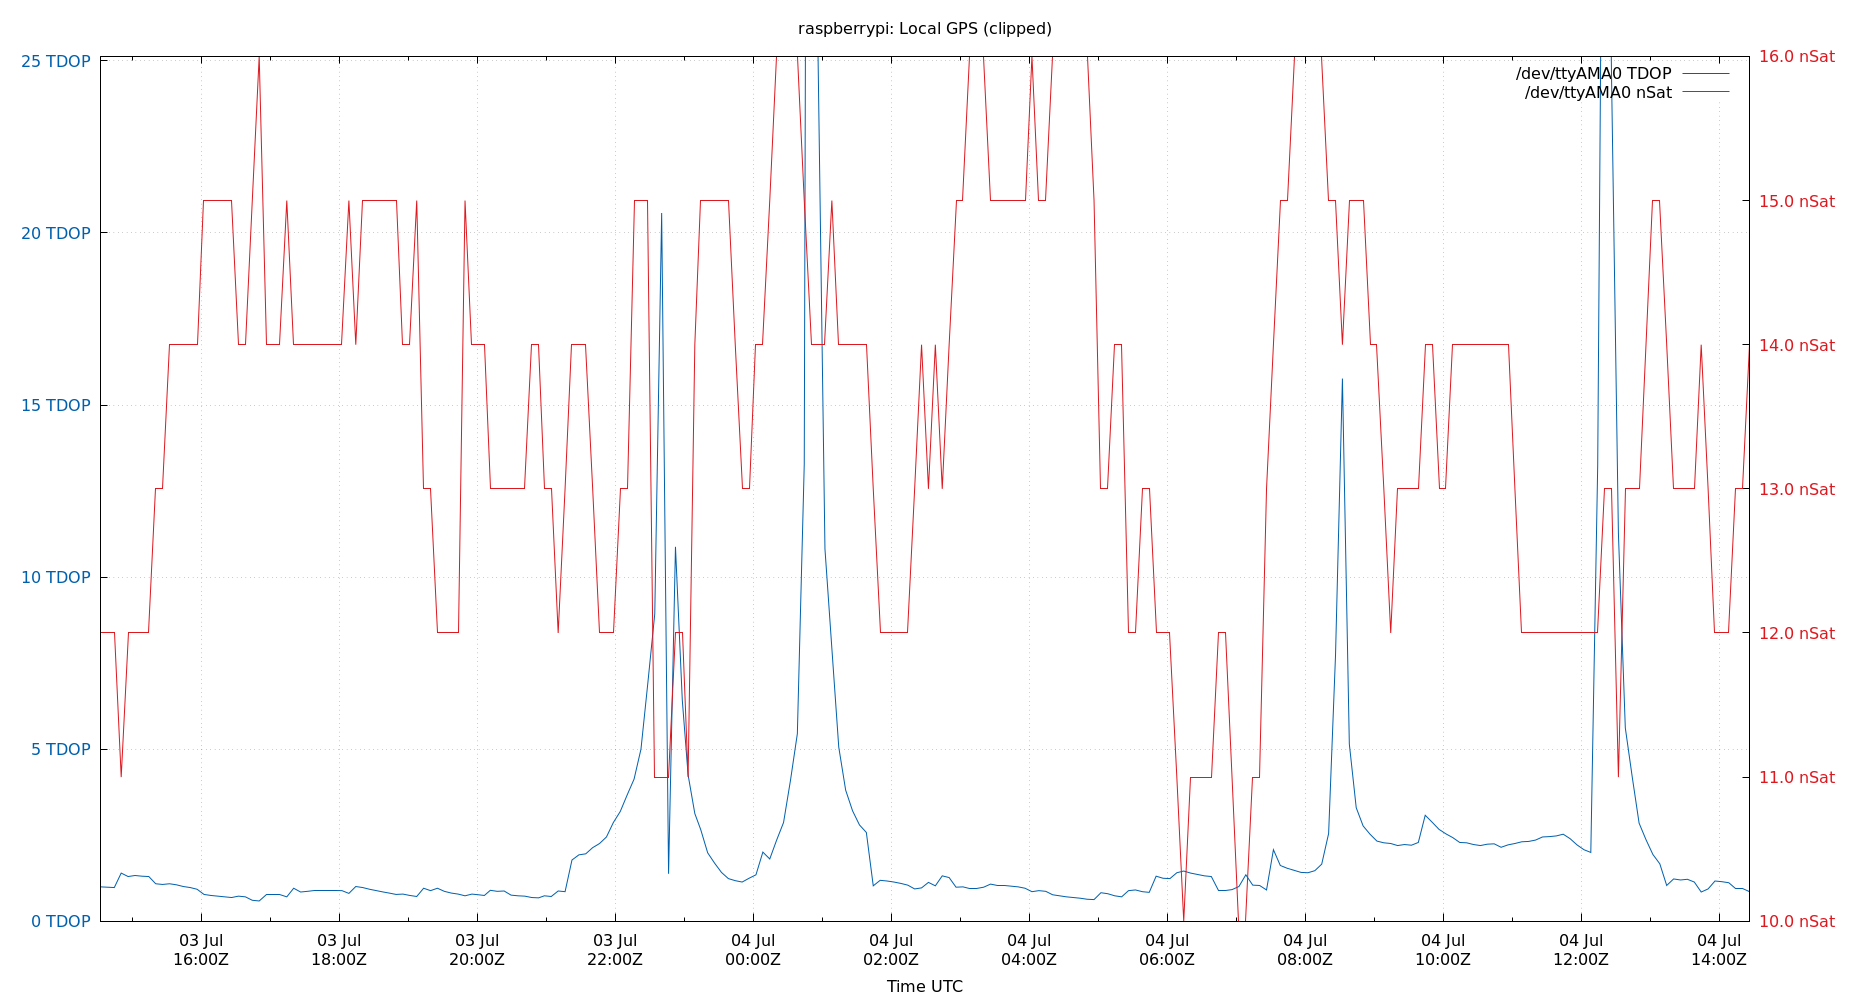 raspberrypi: Local GPS (clipped)
25 TDOP
20 TDOP
15 TDOP
10 TDOP
5 TDOP
0 TDOP
16.0 nSat
15.0 nSat
14.0 nSat
13.0 nSat
12.0 nSat
11.0 nSat
10.0 nSat
/dev/ttyAMA0 TDOP
/dev/ttyAMA0 nSat
03 Jul 03 Jul 03 Jul 03 Jul 04 Jul 04 Jul 04 Jul 04 Jul 04 Jul 04 Jul 04 Jul 04 Jul
16:00Z 18:00Z 20:00Z 22:00Z 00:00Z 02:00Z 04:00Z 06:00Z 08:00Z 10:00Z 12:00Z 14:00Z
Time UTC